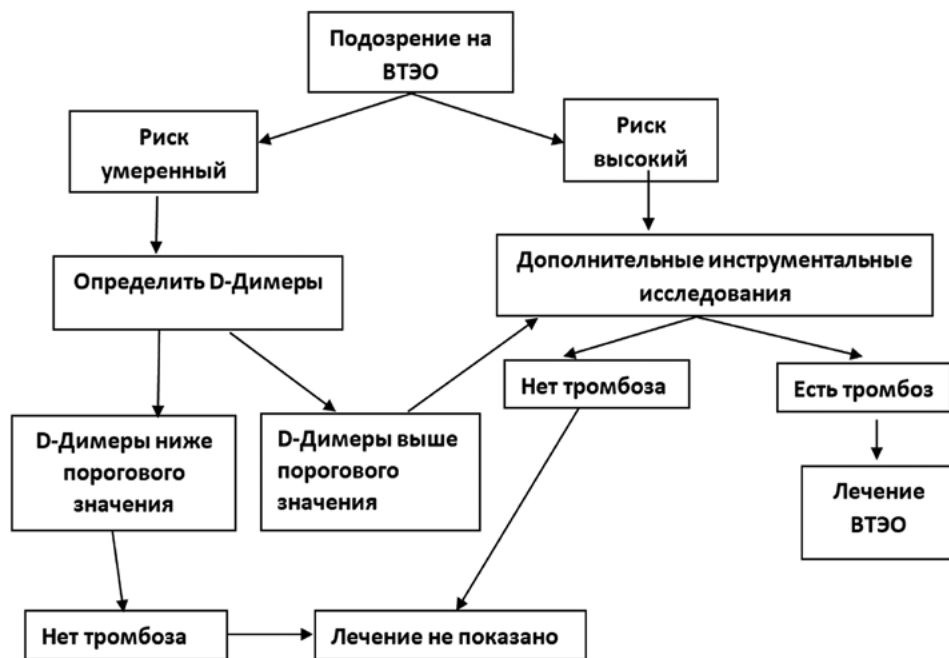 Подозрение на
ВТЭО
Риск
умеренный
Риск
высокий
Определить D-Димеры
Дополнительные инструментальные
исследования
Нет тромбоза
Есть тромбоз
D-Димеры ниже
порогового
значения
D-Димеры выше
порогового
значения
Лечение
ВТЭО
Нет тромбоза
Лечение не показано